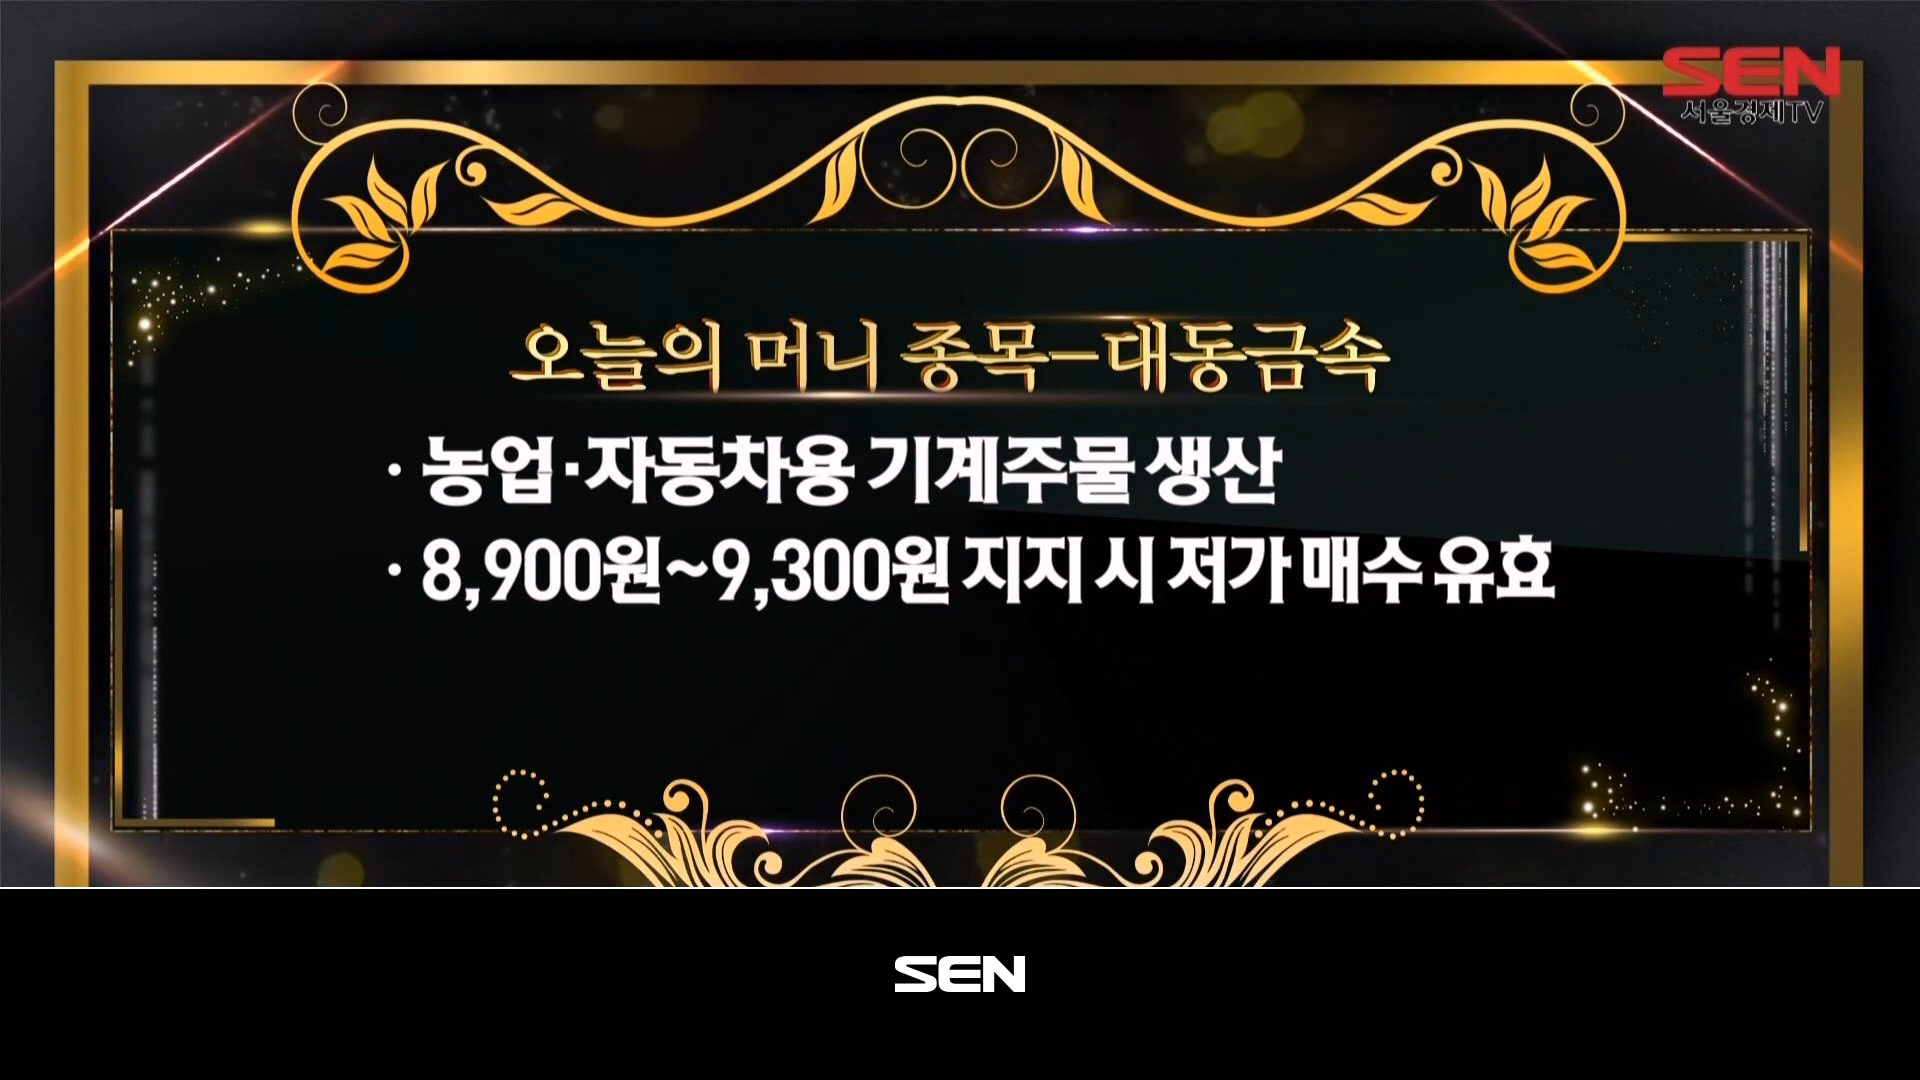 SEN
서울경제TV
오늘의 머니 종목-대동금속
· 농업·자동차용 기계주물 생산
· 8,900원~9,300원 지지 시 저가 매수 유효
SEN